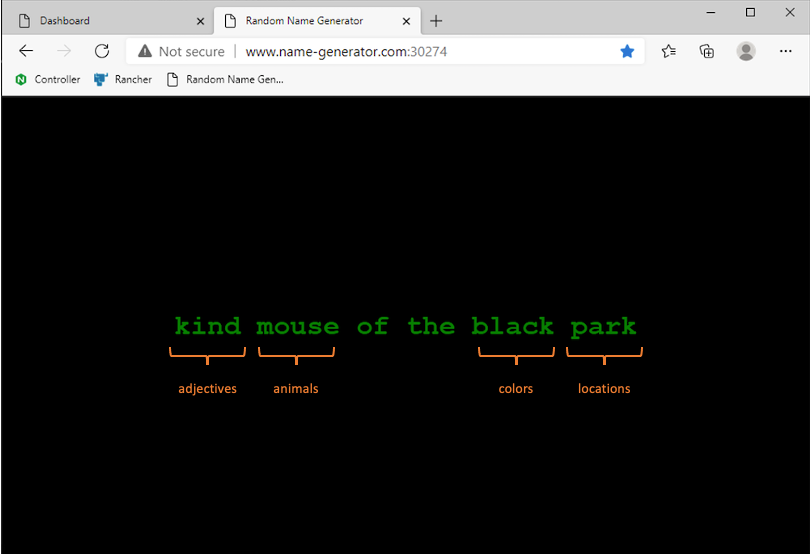 Dashboard
Random Name Generator
Not secure | www.name-generator.com:30274
Controller
Rancher
Random Name Gen...
kind mouse of the black park
adjectives animals colors locations